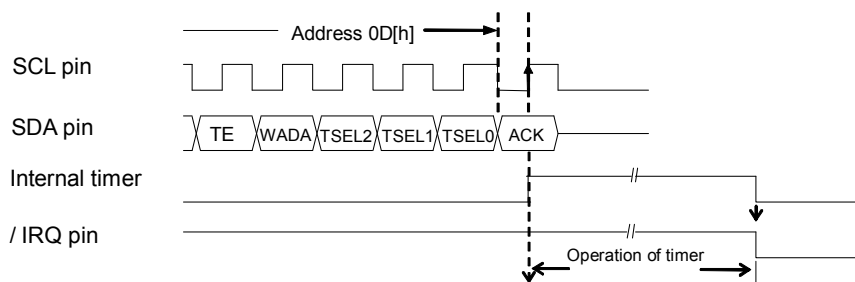 Address 0D[h]
SCL pin
SDA pin
TE WADA TSEL2 TSEL1 TSEL0 ACK
Internal timer
/ IRQ pin
Operation of timer